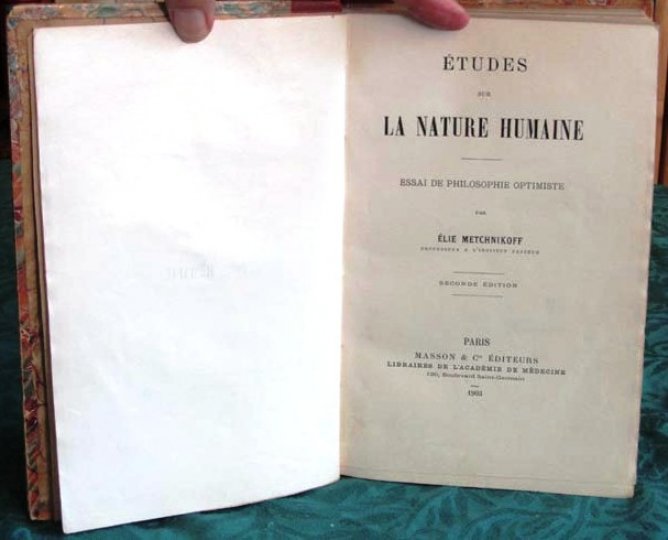 ÉTUDES
SUR
LA NATURE HUMAINE
ESSAI DE PHILOSOPHIE OPTIMISTE
PAR
ÉLIE METCHNIKOFF
PROFESSEUR A L'INSTITUT PASTEUR
SECONDE ÉDITION
PARIS
MASSON & Cie ÉDITEURS
LIBRAIRES DE L'ACADÉMIE DE MÉDECINE
120, Boulevard Saint-Germain
1903